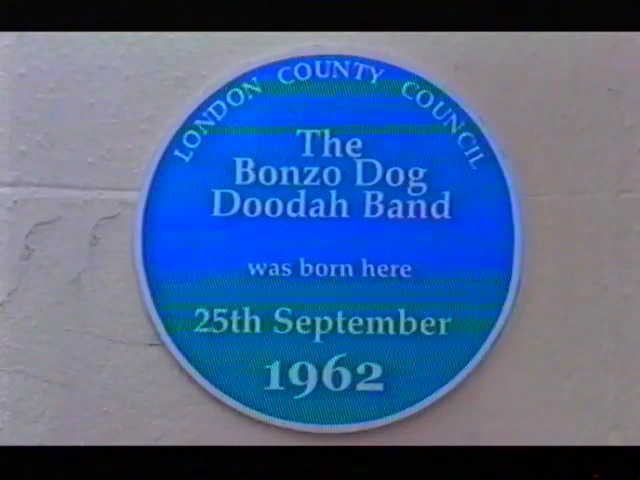 LONDON COUNTY COUNCIL
The
Bonzo Dog
Doodah Band
was born here
25th September
1962